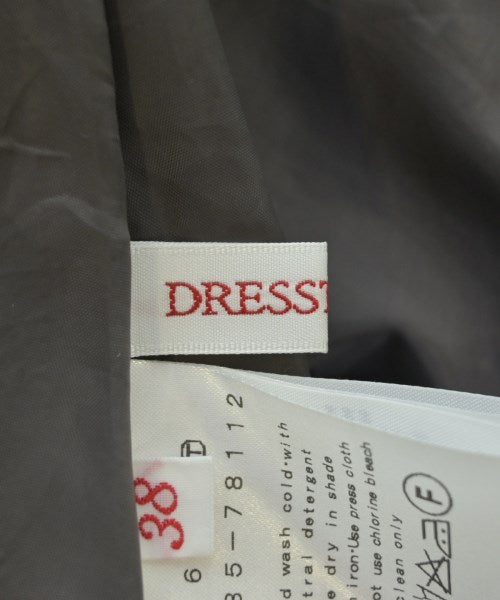 DRESST
38
6 T
35-78112
d wash cold·with
tral detergent
e dry in shade
iron·Use press cloth
ot use chlorine bleach
clean only
F